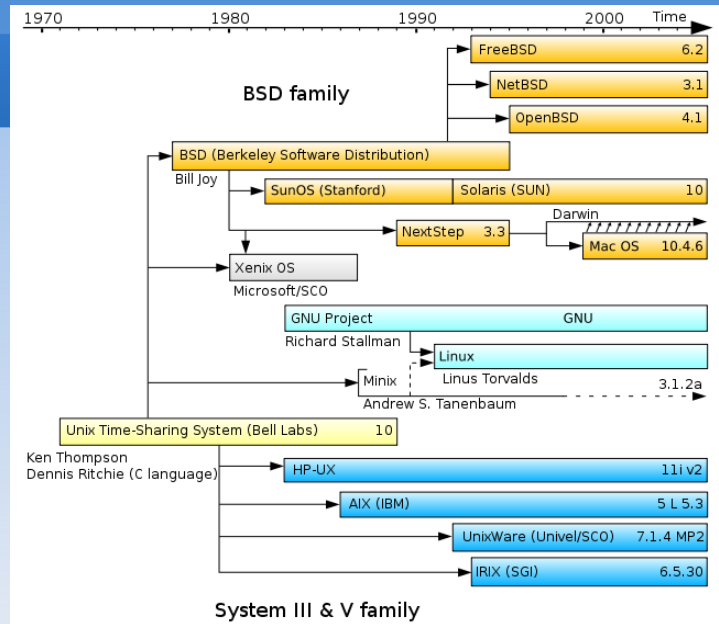 1970 1980 1990 2000 Time
FreeBSD 6.2
BSD family
NetBSD 3.1
OpenBSD 4.1
BSD (Berkeley Software Distribution)
Bill Joy
SunOS (Stanford) Solaris (SUN) 10
Darwin
NextStep 3.3
Mac OS 10.4.6
Xenix OS
Microsoft/SCO
GNU Project GNU
Richard Stallman
Linux
Minix
Linus Torvalds
3.1.2a
Andrew S. Tanenbaum
Unix Time-Sharing System (Bell Labs) 10
Ken Thompson
Dennis Ritchie (C language)
HP-UX 11i v2
AIX (IBM) 5 L 5.3
UnixWare (Univel/SCO) 7.1.4 MP2
IRIX (SGI) 6.5.30
System III & V family